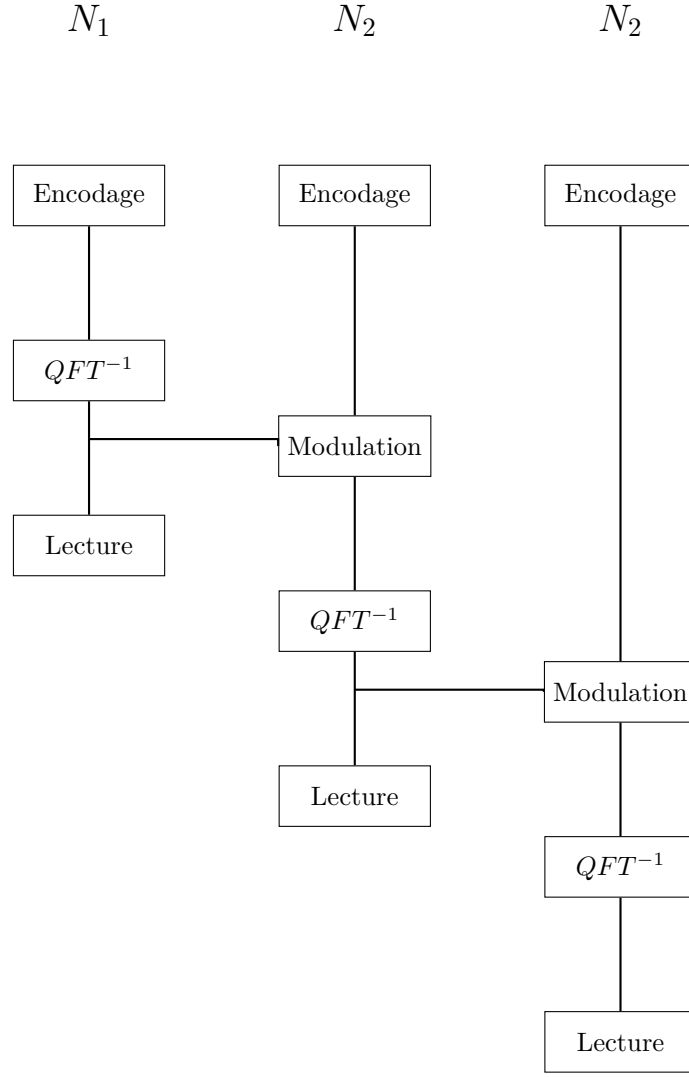 N₁ N₂ N₂
Encodage Encodage Encodage
QFT⁻¹
Modulation
Lecture
QFT⁻¹
Modulation
Lecture
QFT⁻¹
Lecture